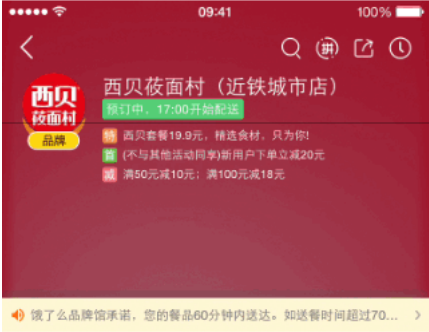 09:41
100%
拼
西贝
莜面村
品牌
西贝莜面村（近铁城市店）
预订中，17:00开始配送
特 西贝套餐19.9元，精选食材，只为你!
首 (不与其他活动同享)新用户下单立减20元
减 满50元减10元；满100元减18元
饿了么品牌馆承诺，您的餐品60分钟内送达。如送餐时间超过70...